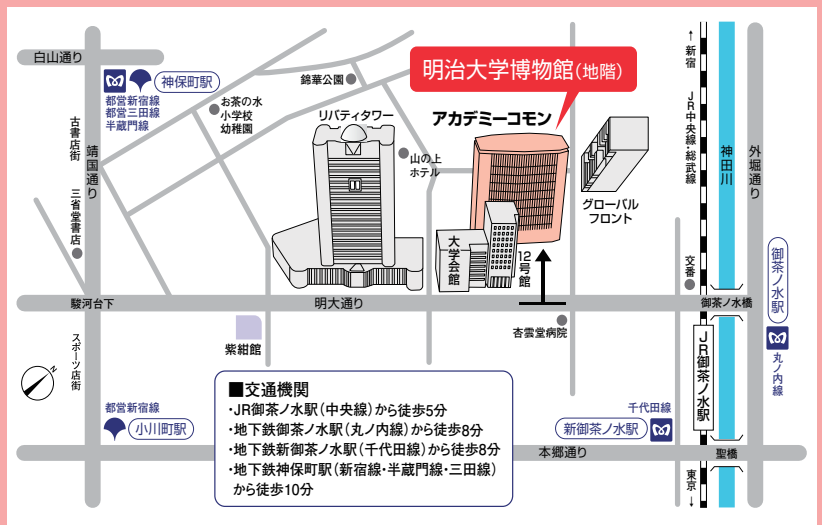 白山通り
神保町駅
都営新宿線
都営三田線
半蔵門線
古書店街
靖国通り
三省堂書店
お茶の水
小学校
幼稚園
錦華公園
リバティタワー
山の上
ホテル
明治大学博物館(地階)
アカデミーコモン
グローバル
フロント
大学会館
12号館
↑新宿
JR中央線・総武線
神田川
外堀通り
交番
御茶ノ水駅
丸ノ内線
駿河台下
明大通り
御茶ノ水橋
紫紺館
杏雲堂病院
スポーツ店街
N
JR御茶ノ水駅
都営新宿線
小川町駅
■交通機関
・JR御茶ノ水駅(中央線)から徒歩5分
・地下鉄御茶ノ水駅(丸ノ内線)から徒歩8分
・地下鉄新御茶ノ水駅(千代田線)から徒歩8分
・地下鉄神保町駅(新宿線・半蔵門線・三田線)
から徒歩10分
千代田線
新御茶ノ水駅
本郷通り
聖橋
東京↓